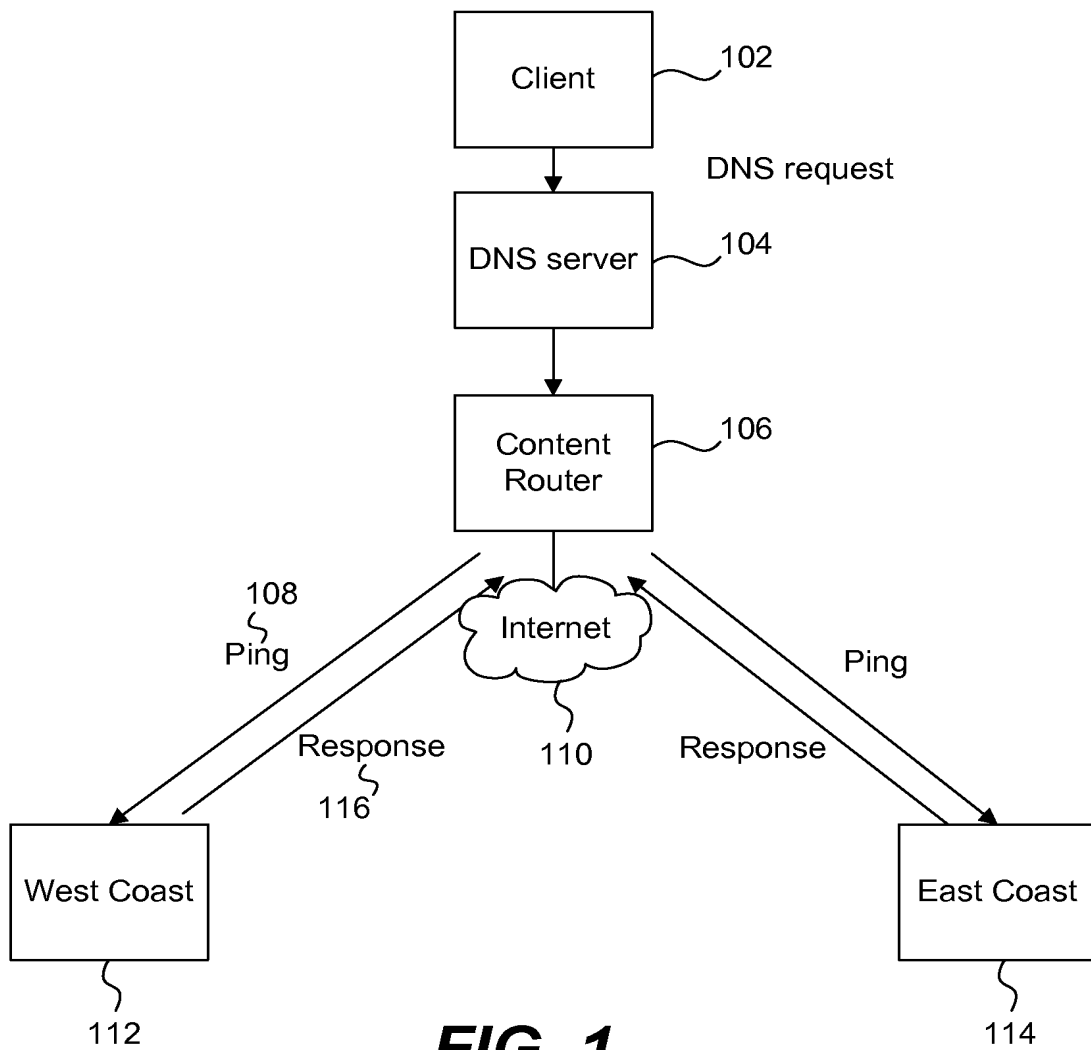 Client
102
DNS request
DNS server
104
Content
Router
106
108
Ping
Internet
Ping
Response
116
110
Response
West Coast
East Coast
112
114
FIG. 1